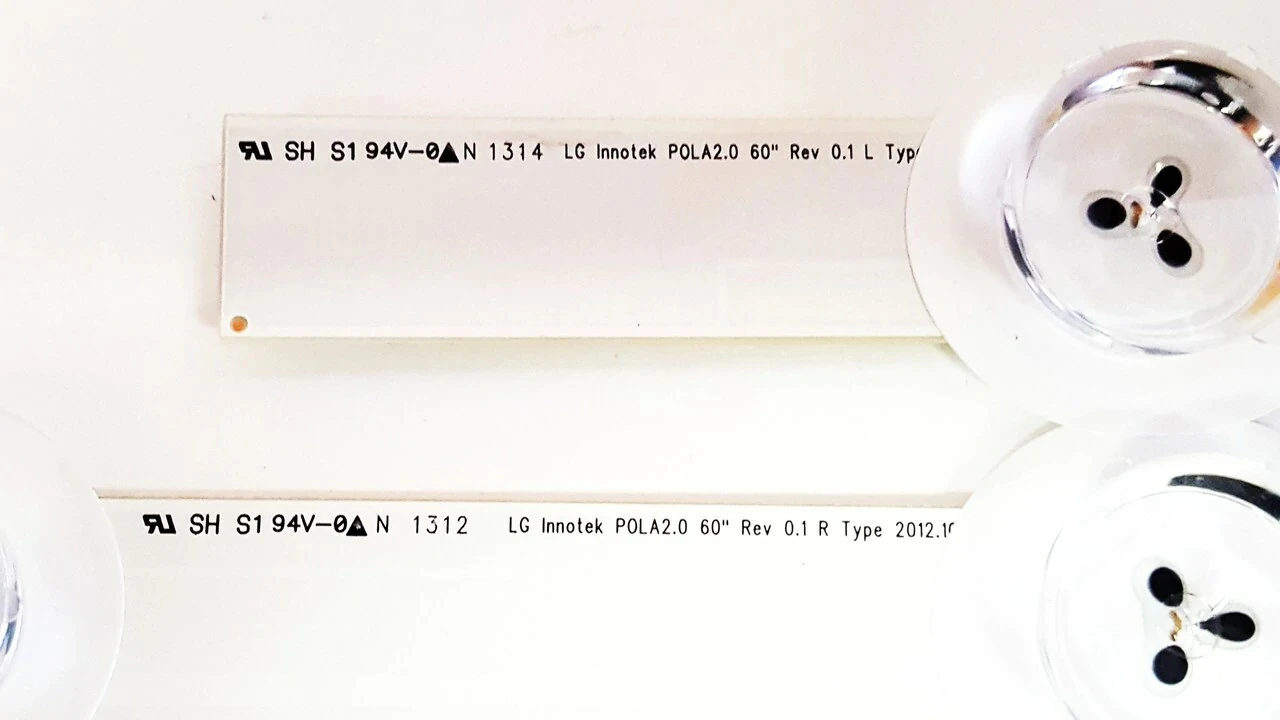 SH S1 94V-0▲N 1314 LG Innotek POLA2.0 60" Rev 0.1 L
SH S1 94V-0▲ N 1312 LG Innotek POLA2.0 60" Rev 0.1 R Type